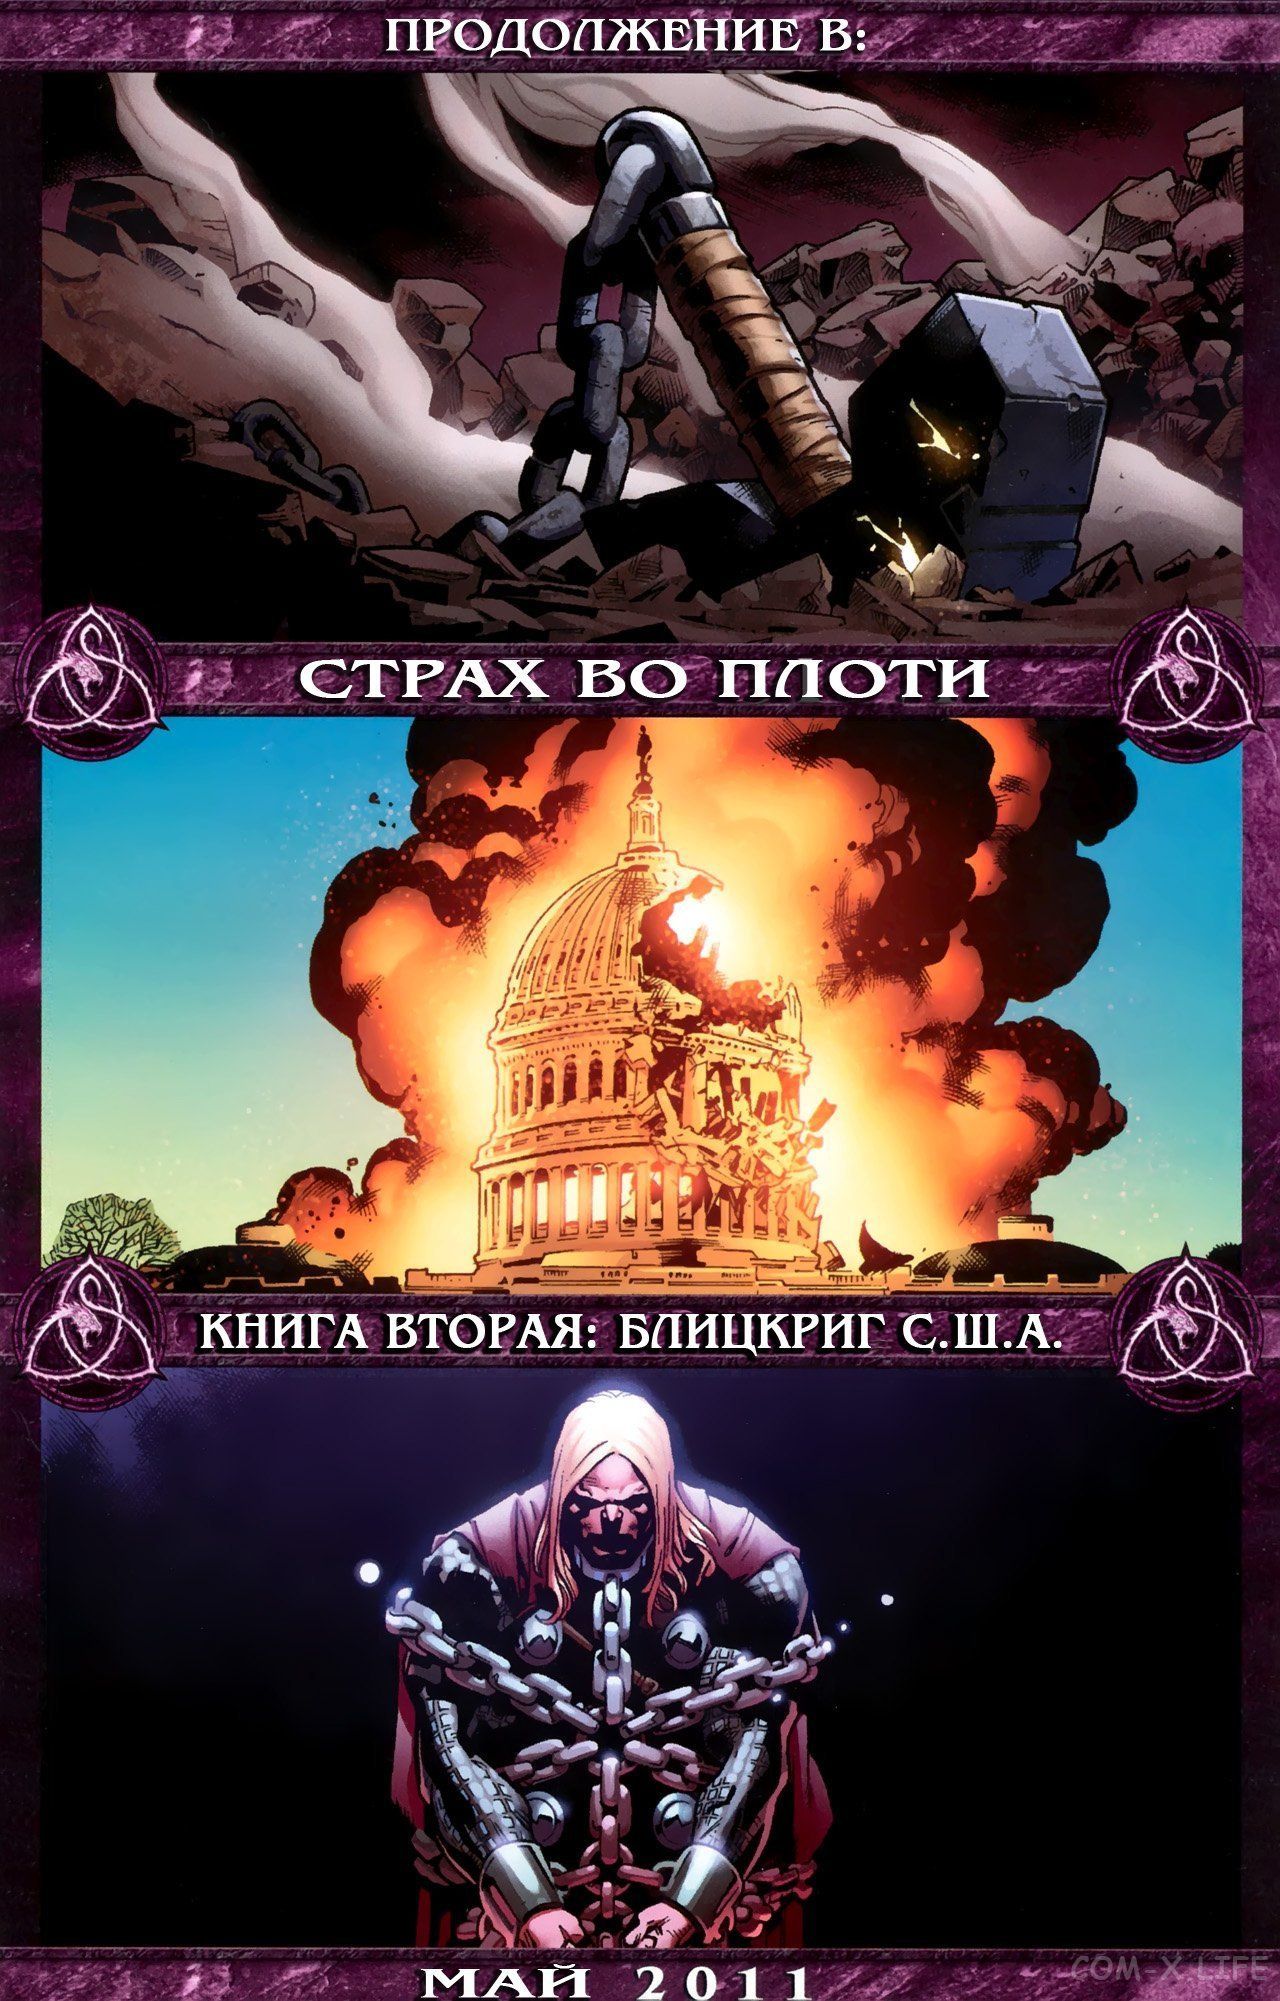 ПРОДОЛЖЕНИЕ В:
СТРАХ ВО ПЛОТИ
КНИГА ВТОРАЯ: БЛИЦКРИГ С.Ш.А.
МАЙ 2011
COM-X LIFE